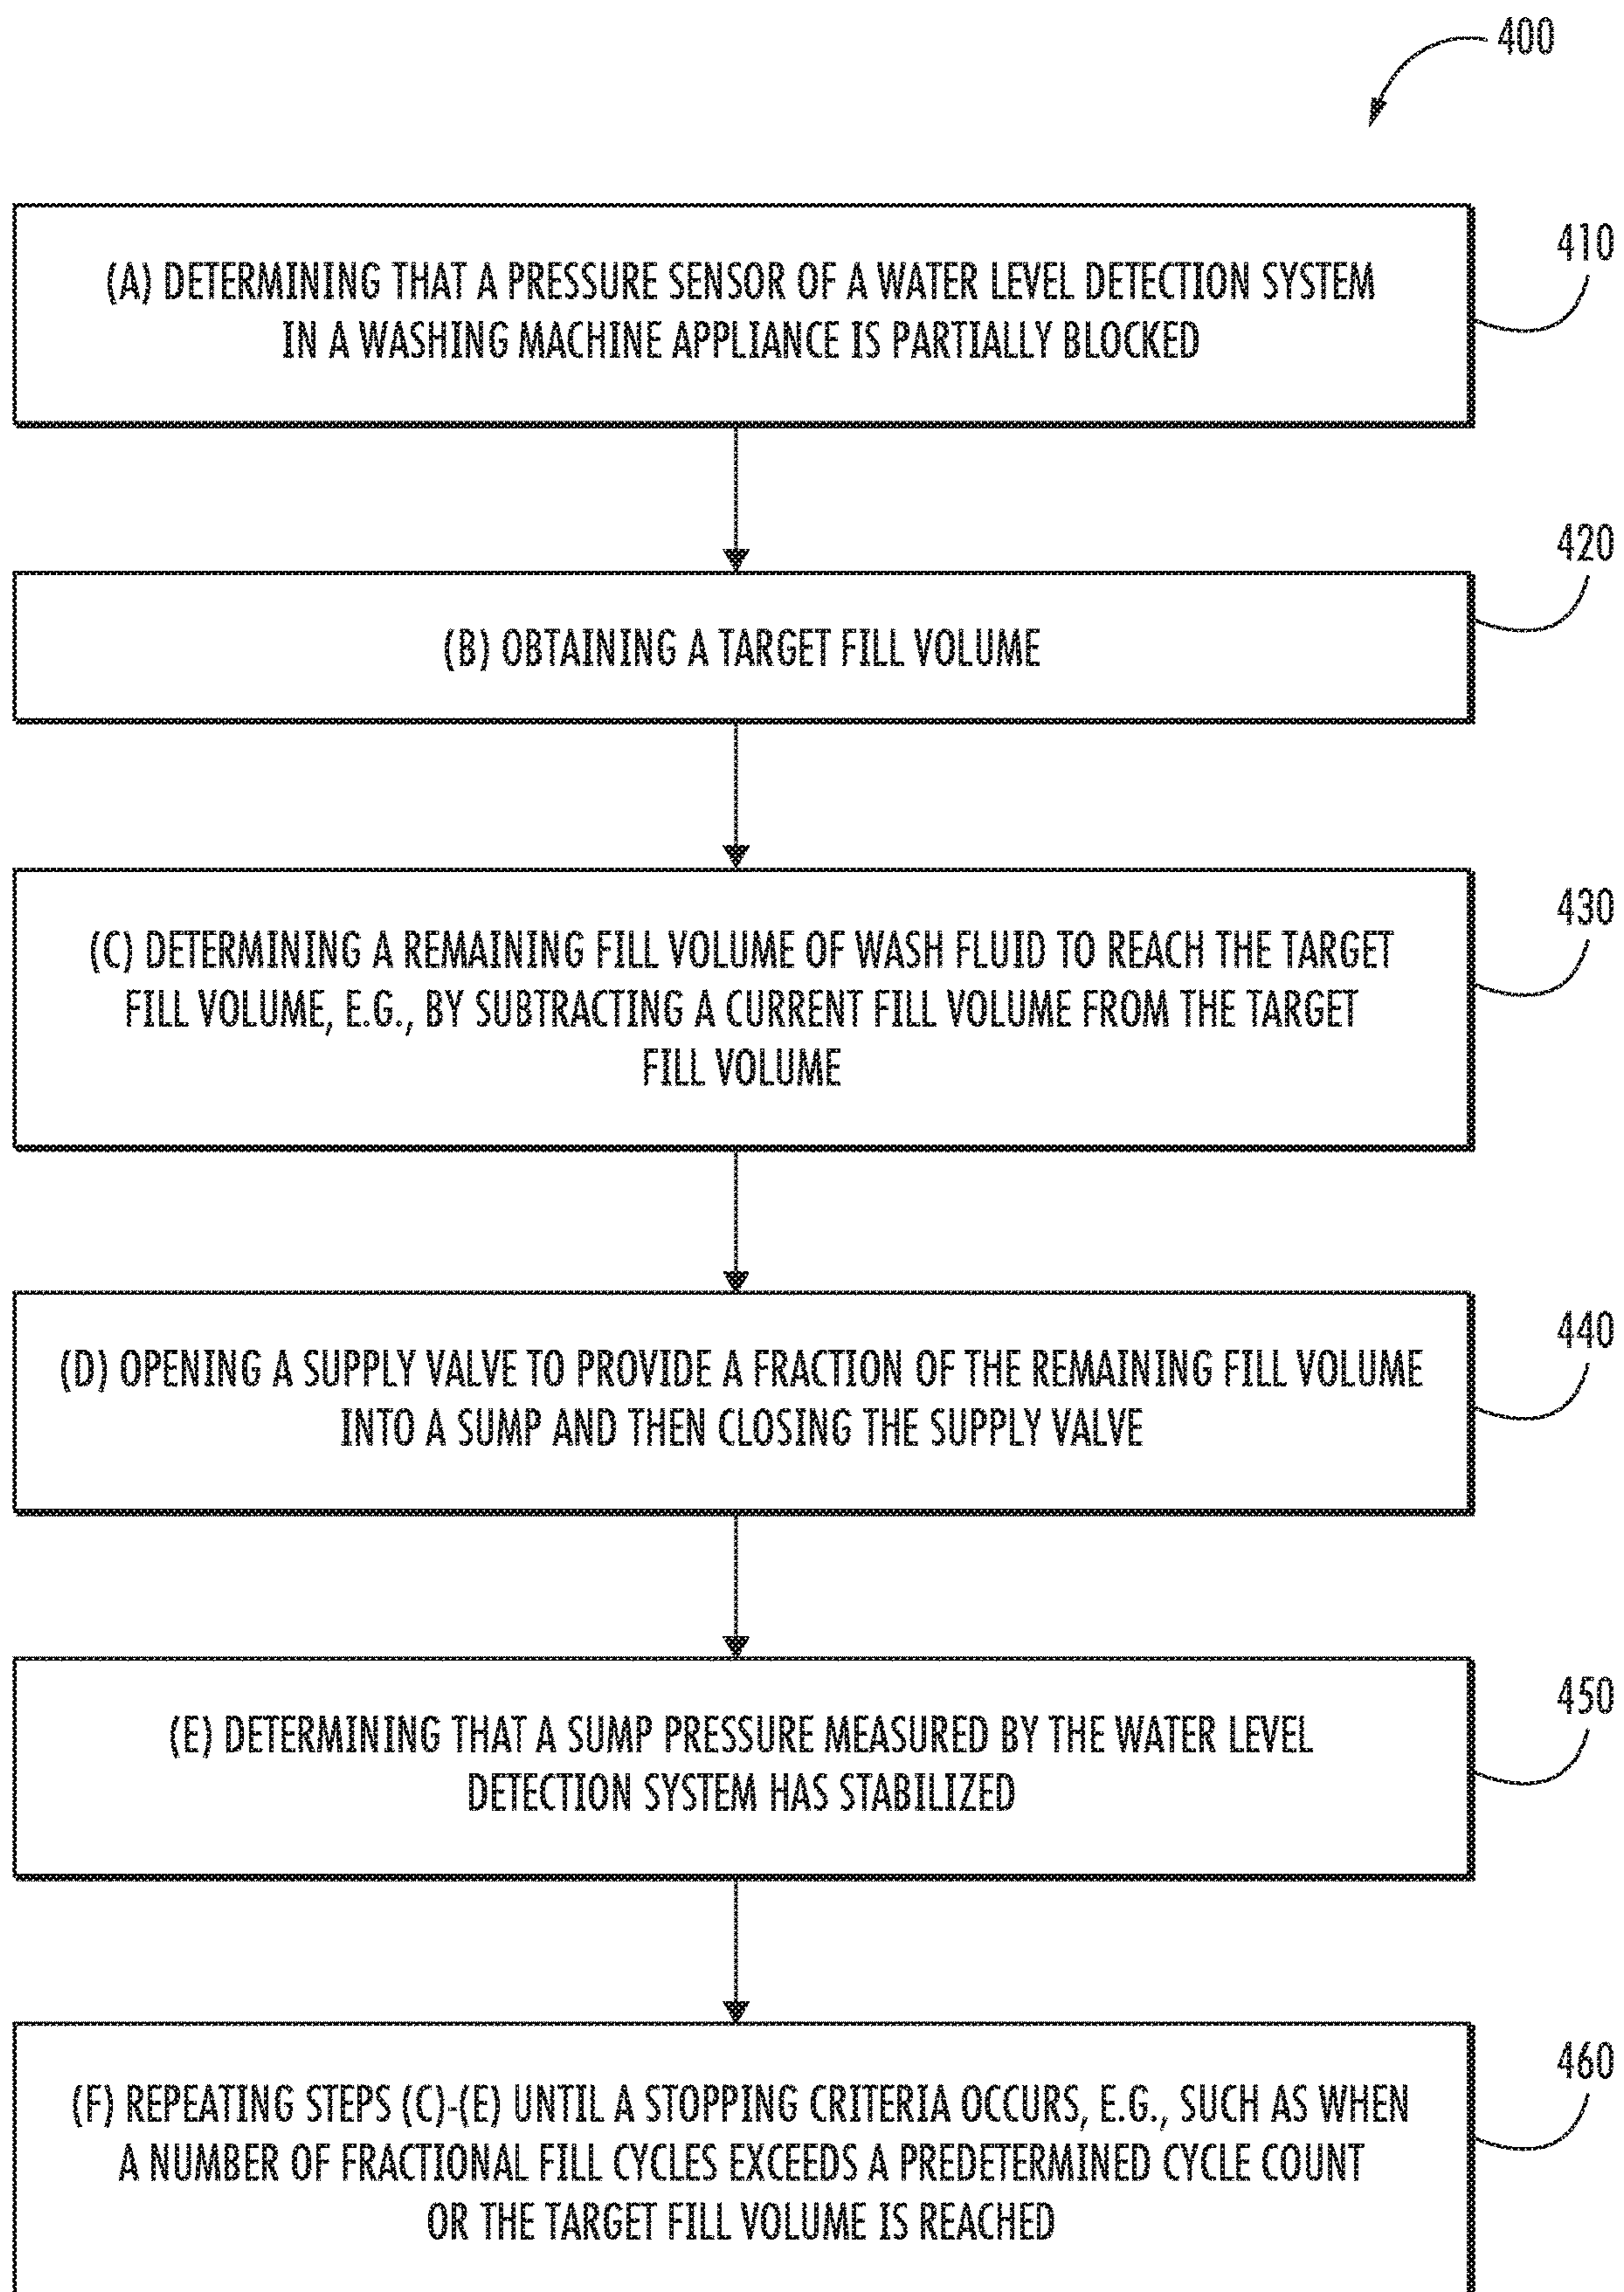 400
(A) DETERMINING THAT A PRESSURE SENSOR OF A WATER LEVEL DETECTION SYSTEM
IN A WASHING MACHINE APPLIANCE IS PARTIALLY BLOCKED
410
(B) OBTAINING A TARGET FILL VOLUME
420
(C) DETERMINING A REMAINING FILL VOLUME OF WASH FLUID TO REACH THE TARGET
FILL VOLUME, E.G., BY SUBTRACTING A CURRENT FILL VOLUME FROM THE TARGET
FILL VOLUME
430
(D) OPENING A SUPPLY VALVE TO PROVIDE A FRACTION OF THE REMAINING FILL VOLUME
INTO A SUMP AND THEN CLOSING THE SUPPLY VALVE
440
(E) DETERMINING THAT A SUMP PRESSURE MEASURED BY THE WATER LEVEL
DETECTION SYSTEM HAS STABILIZED
450
(F) REPEATING STEPS (C)-(E) UNTIL A STOPPING CRITERIA OCCURS, E.G., SUCH AS WHEN
A NUMBER OF FRACTIONAL FILL CYCLES EXCEEDS A PREDETERMINED CYCLE COUNT
OR THE TARGET FILL VOLUME IS REACHED
460